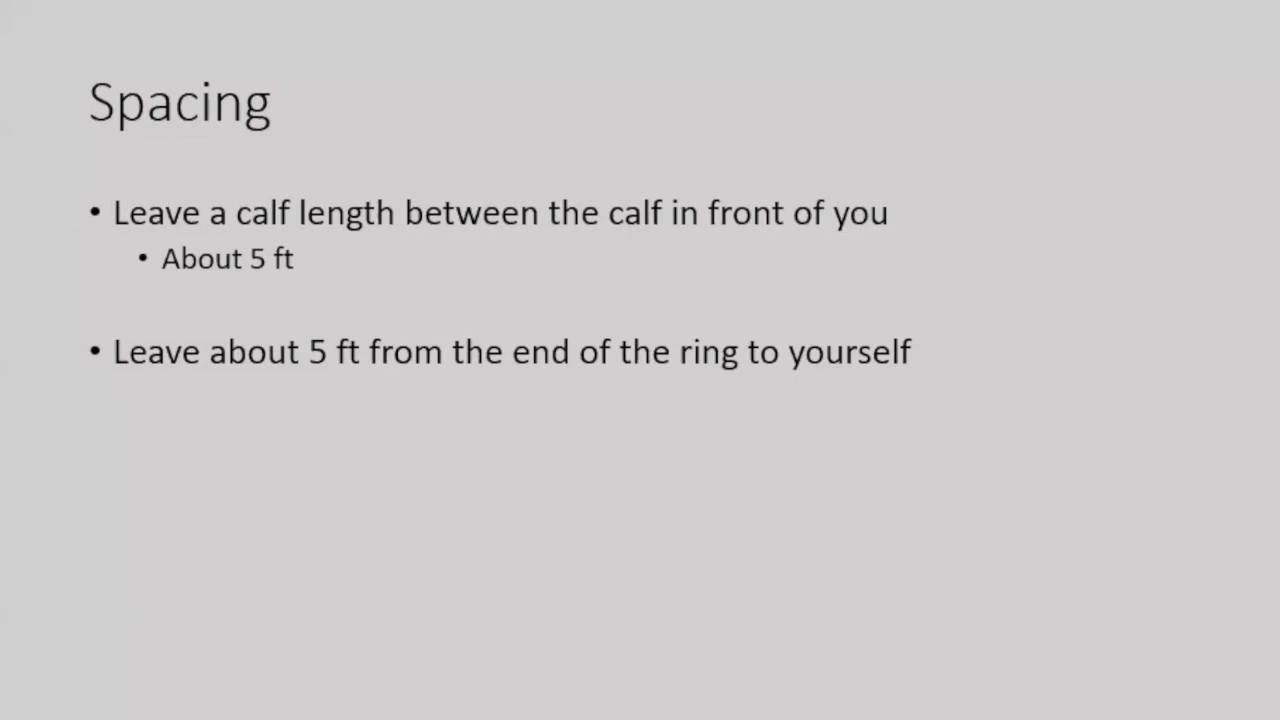 Spacing
• Leave a calf length between the calf in front of you
• About 5 ft
• Leave about 5 ft from the end of the ring to yourself